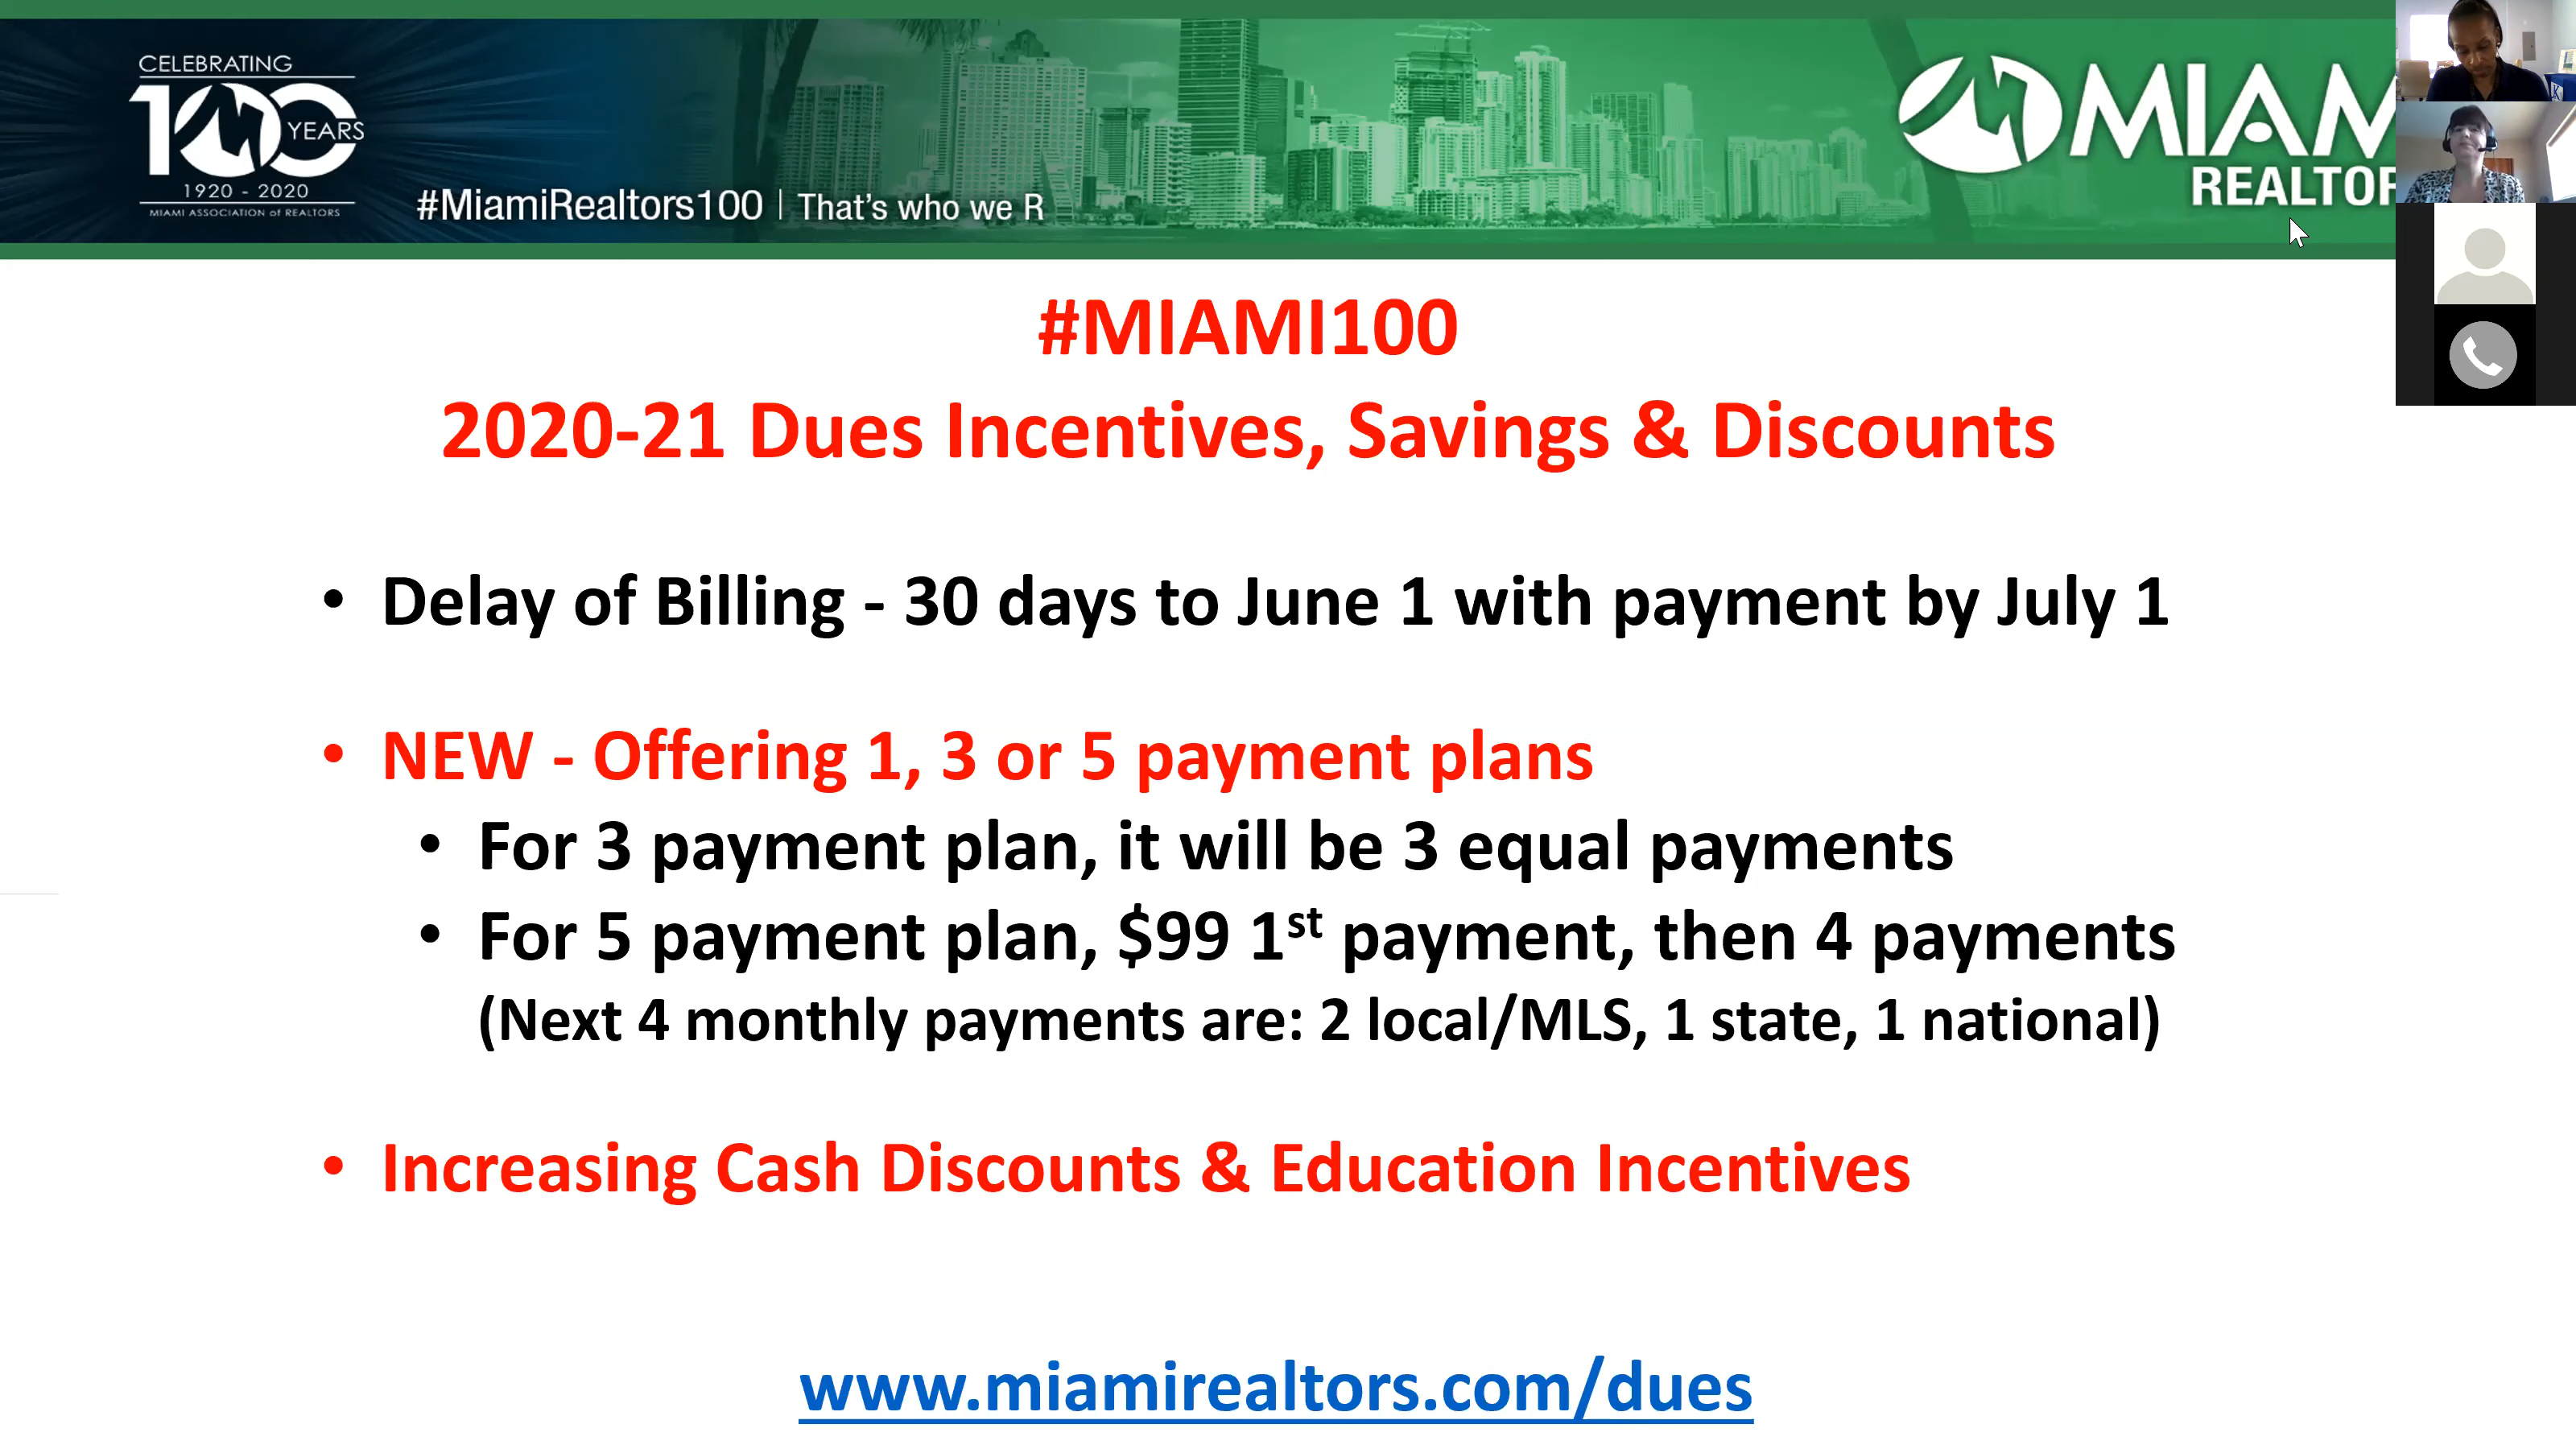 CELEBRATING
100 YEARS
1920 - 2020
MIAMI ASSOCIATION of REALTORS
#MiamiRealtors100 | That's who we R
MIAM
REALTOR
#MIAMI100
2020-21 Dues Incentives, Savings & Discounts
• Delay of Billing - 30 days to June 1 with payment by July 1
• NEW - Offering 1, 3 or 5 payment plans
• For 3 payment plan, it will be 3 equal payments
• For 5 payment plan, $99 1st payment, then 4 payments
(Next 4 monthly payments are: 2 local/MLS, 1 state, 1 national)
• Increasing Cash Discounts & Education Incentives
www.miamirealtors.com/dues